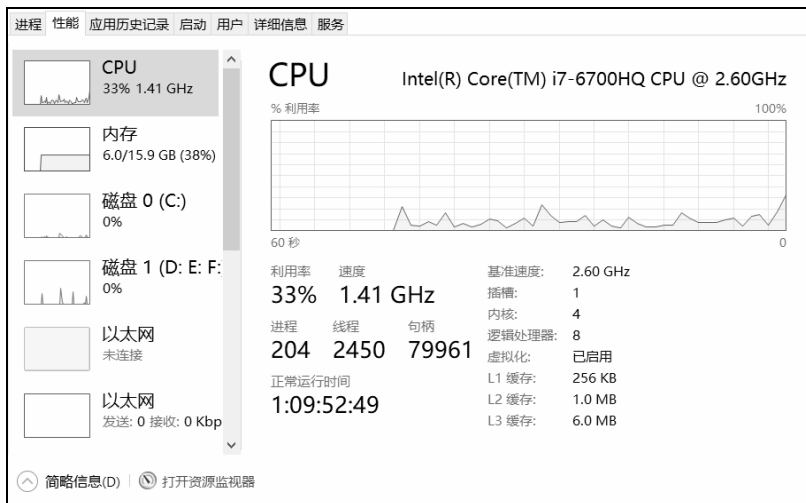 进程 性能 应用历史记录 启动 用户 详细信息 服务
CPU
33% 1.41 GHz
内存
6.0/15.9 GB (38%)
磁盘 0 (C:)
0%
磁盘 1 (D: E: F:
0%
以太网
未连接
以太网
发送: 0 接收: 0 Kbp
CPU Intel(R) Core(TM) i7-6700HQ CPU @ 2.60GHz
% 利用率 100%
60 秒 0
利用率 速度
33% 1.41 GHz
进程 线程 句柄
204 2450 79961
正常运行时间
1:09:52:49
基准速度: 2.60 GHz
插槽: 1
内核: 4
逻辑处理器: 8
虚拟化: 已启用
L1 缓存: 256 KB
L2 缓存: 1.0 MB
L3 缓存: 6.0 MB
简略信息(D) 打开资源监视器